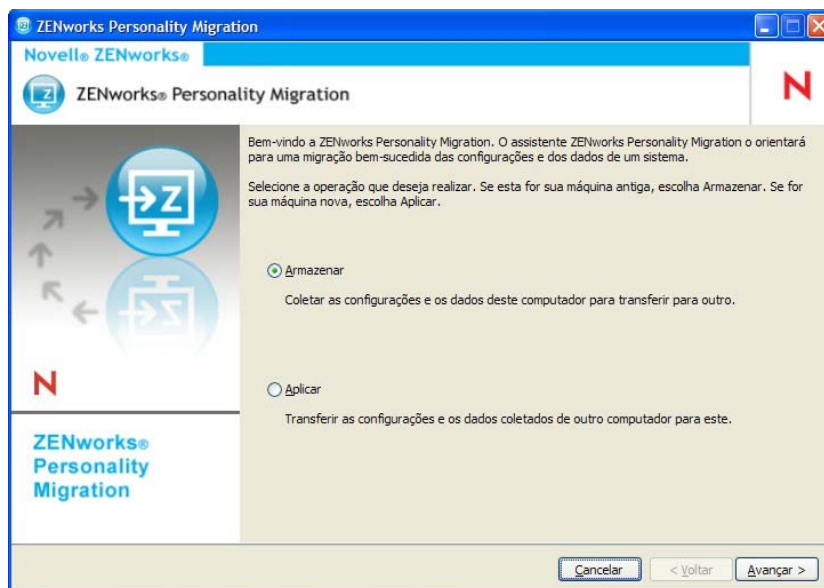 ZENworks Personality Migration
Novell® ZENworks®
ZENworks® Personality Migration
N
Bem-vindo a ZENworks Personality Migration. O assistente ZENworks Personality Migration o orientará
para uma migração bem-sucedida das configurações e dos dados de um sistema.
Selecione a operação que deseja realizar. Se esta for sua máquina antiga, escolha Armazenar. Se for
sua máquina nova, escolha Aplicar.
Armazenar
Coletar as configurações e os dados deste computador para transferir para outro.
Aplicar
Transferir as configurações e os dados coletados de outro computador para este.
Z
N
ZENworks®
Personality
Migration
Cancelar
< Voltar
Avançar >